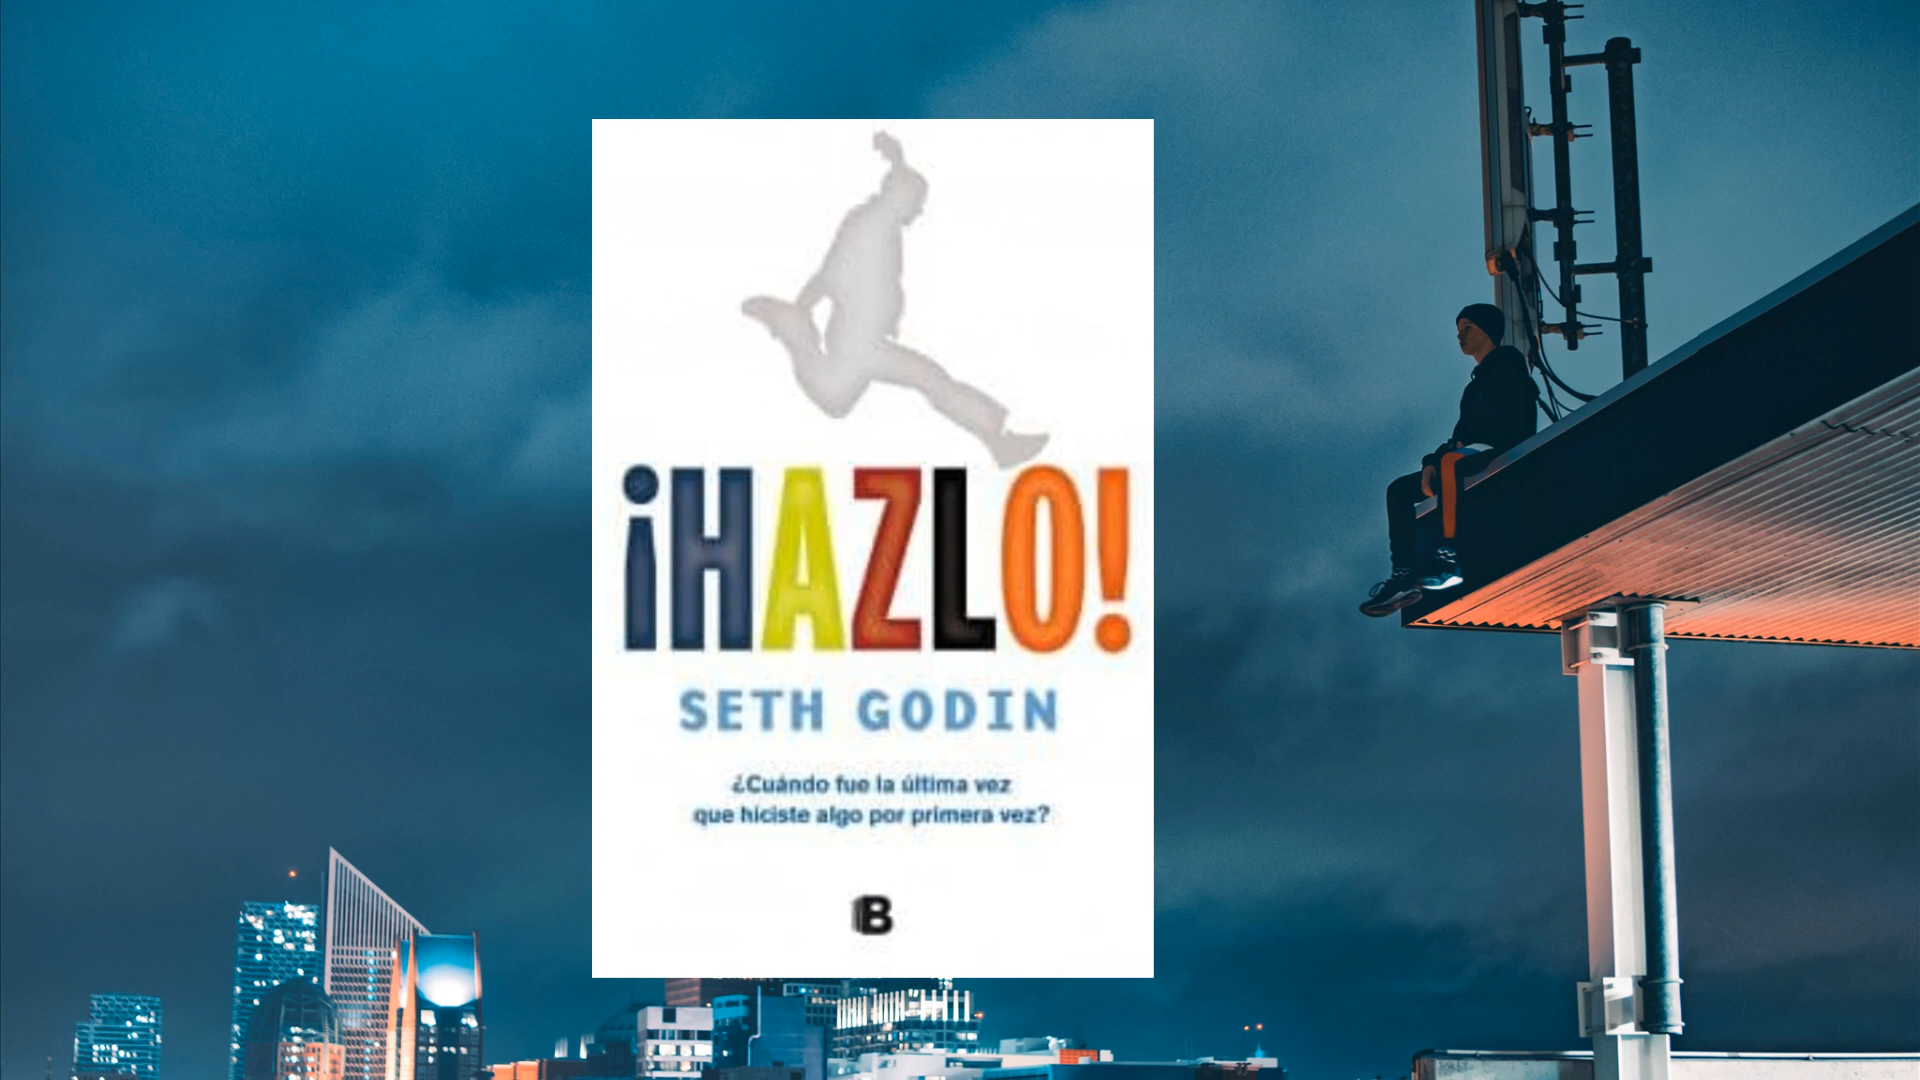 ¡HAZLO!
SETH GODIN
¿Cuándo fue la última vez
que hiciste algo por primera vez?
B